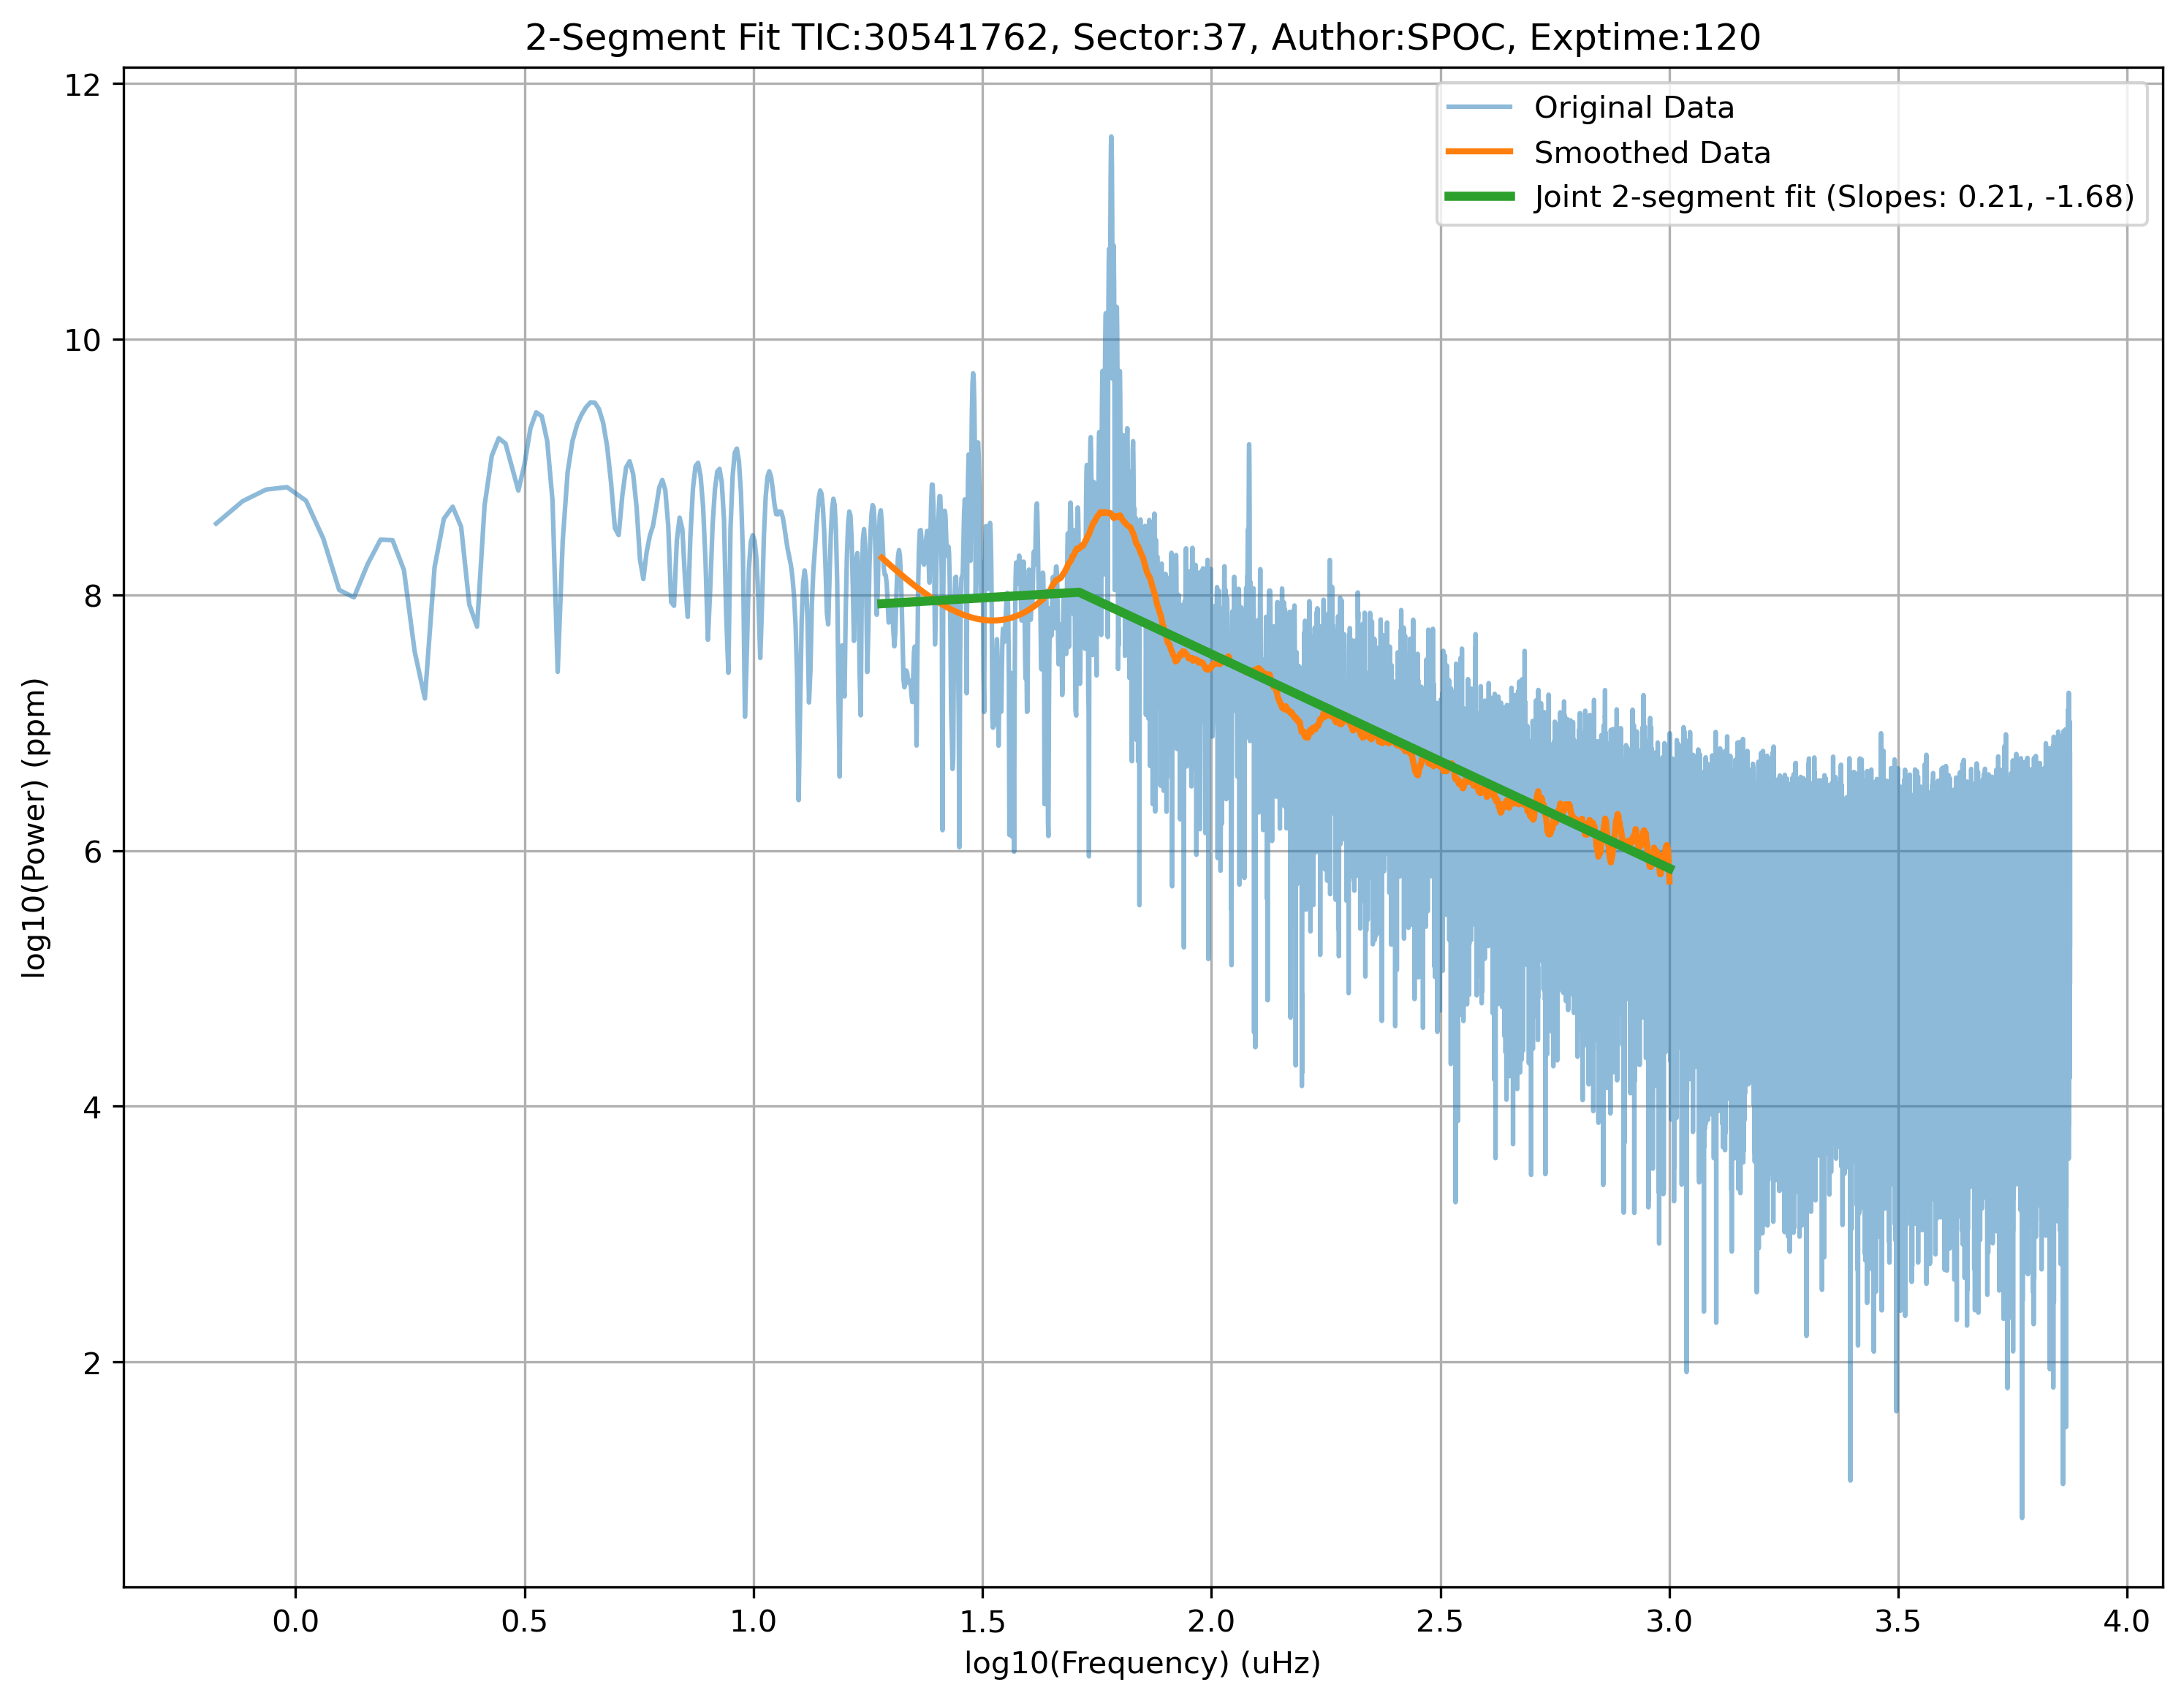 2-Segment Fit TIC:30541762, Sector:37, Author:SPOC, Exptime:120
Original Data
Smoothed Data
Joint 2-segment fit (Slopes: 0.21, -1.68)
log10(Power) (ppm)
12
10
8
6
4
2
0.0 0.5 1.0 1.5 2.0 2.5 3.0 3.5 4.0
log10(Frequency) (uHz)